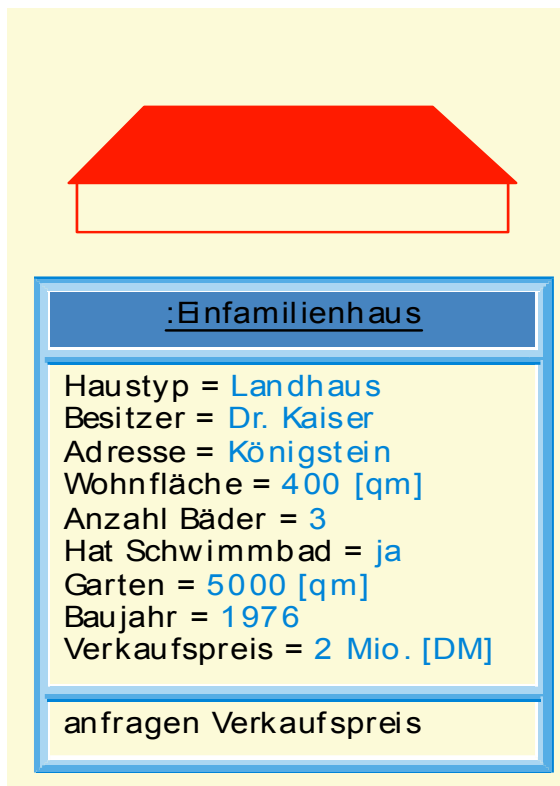 :Einfamilienhaus
Haustyp = Landhaus
Besitzer = Dr. Kaiser
Adresse = Königstein
Wohnfläche = 400 [qm]
Anzahl Bäder = 3
Hat Schwimmbad = ja
Garten = 5000 [qm]
Baujahr = 1976
Verkaufspreis = 2 Mio. [DM]
anfragen Verkaufspreis